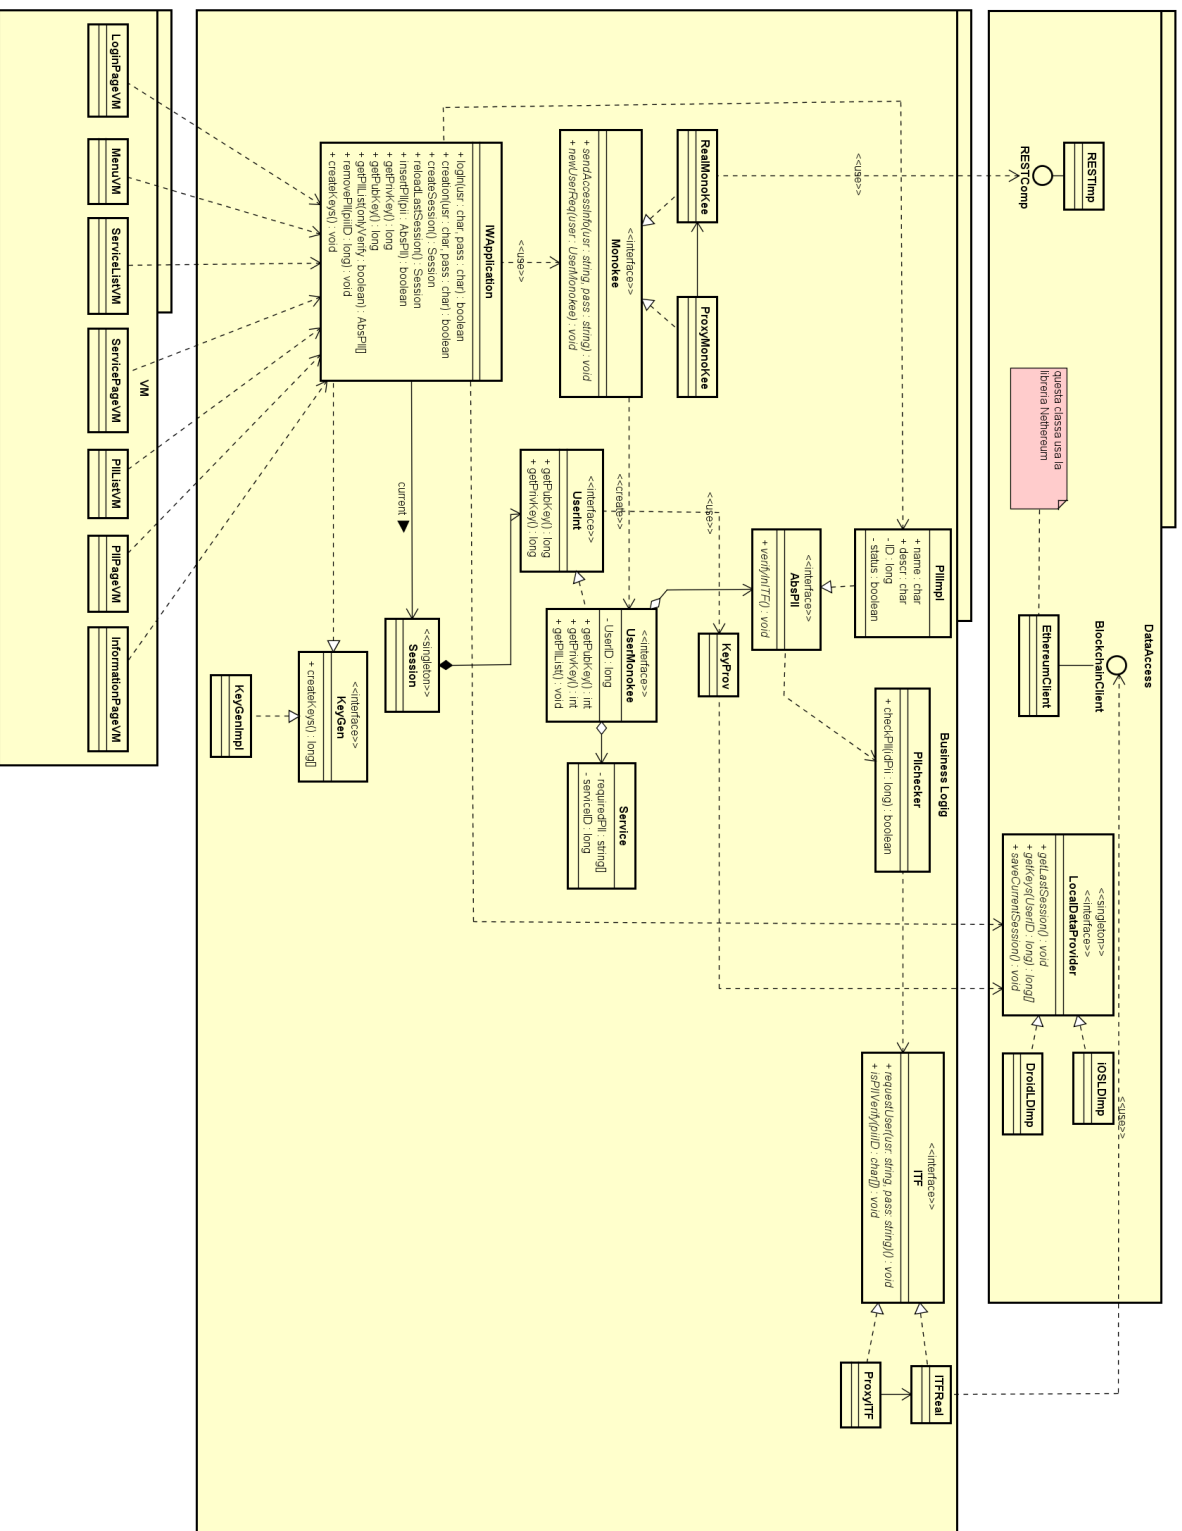 DataAccess
RESTImp
RESTComp
questa classa usa la
libreria Nethereum
EthereumClient
BlockchainClient
<<singleton>>
<<interface>>
LocalDataProvider
+ getLastSession() : void
+ getKeys(UserID : long) : long[]
+ saveCurrentSession() : void
iOSLDImp
DroidLDImp
<<use>>
Business Logig
RealMonoKee
<<use>>
ProxyMonoKee
<<interface>>
Monokee
+ sendAccessInfo(usr : string, pass : string) : void
+ newUserReq(user : UserMonokee) : void
<<use>>
IWApplication
+ logIn(usr : char, pass : char) : boolean
+ creation(usr : char, pass : char) : boolean
+ createSession() : Session
+ reloadLastSession() : Session
+ insertPII(pii : AbsPII) : boolean
+ getPrivKey() : long
+ getPubKey() : long
+ getPIIList(onlyVerify : boolean) : AbsPII[]
+ removePII(piiID : long) : void
+ createKeys() : void
PIIImpl
+ name : char
+ descr : char
- ID : long
- status : boolean
<<interface>>
AbsPII
+ verifyInITF() : void
PIIchecker
+ checkPII(idPii : long) : boolean
<<use>>
KeyProv
<<create>>
<<interface>>
UserInt
+ getPubKey() : long
+ getPrivKey() : long
<<interface>>
UserMonokee
- UserID : long
+ getPubKey() : int
+ getPrivKey() : int
+ getPIIList() : void
Service
- requiredPII : string[]
- serviceID : long
current
<<singleton>>
Session
<<interface>>
KeyGen
+ createKeys() : long[]
KeyGenImpl
<<interface>>
ITF
+ requestUser(usr: string, pass: string)() : void
+ isPIIVerify(piiID : char[]) : void
ITFReal
ProxyITF
VM
LoginPageVM
MenuVM
ServiceListVM
ServicePageVM
PIIListVM
PIIPageVM
InformationPageVM